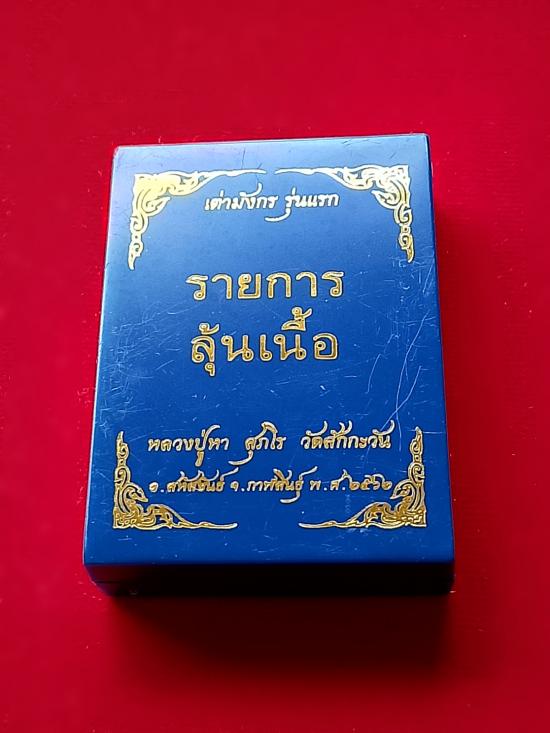 เต่ามังกร รุ่นแรก
รายการ
ลุ้นเนื้อ
หลวงปู่หา สุภโร วัดสักกะวัน
อ.สหัสขันธ์ จ.กาฬสินธุ์ พ.ศ.๒๕๖๒